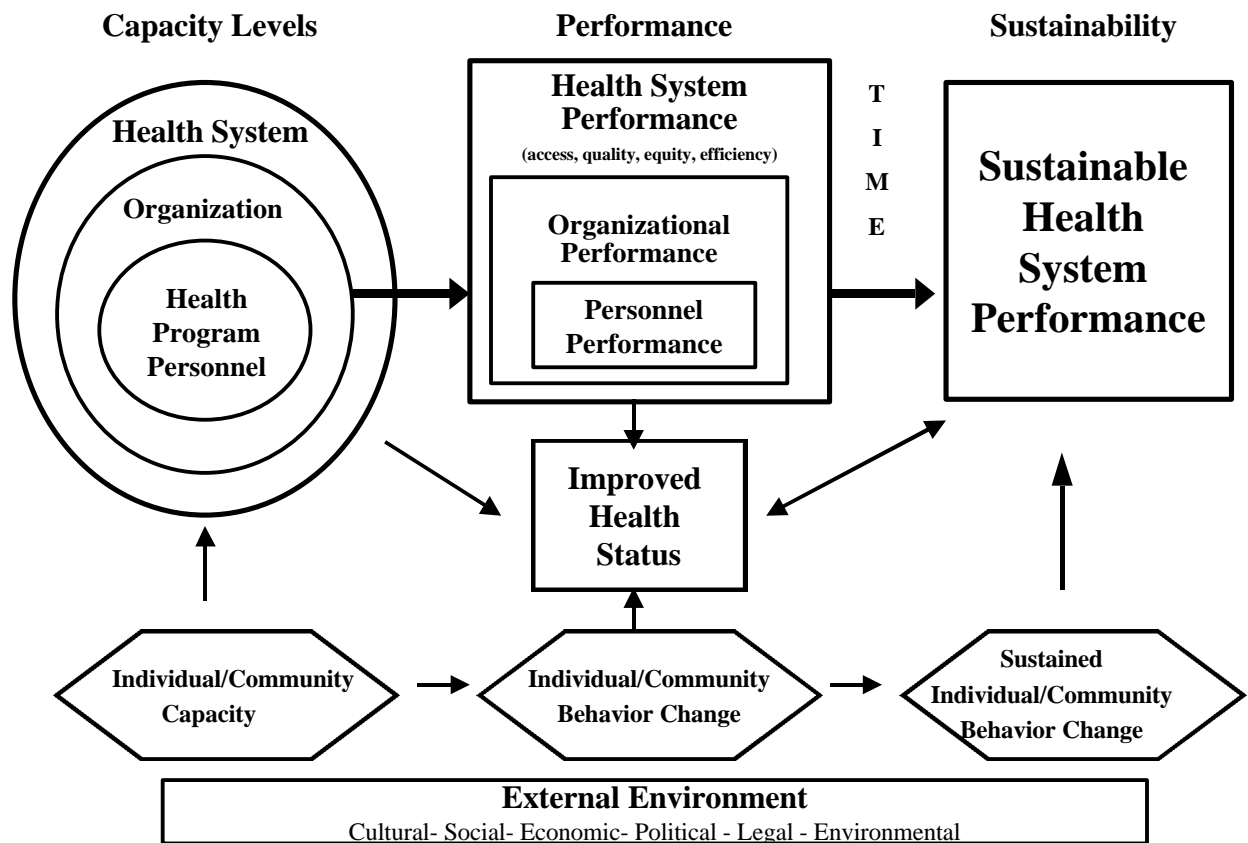 Capacity Levels
Performance
Sustainability
Health System
Organization
Health
Program
Personnel
Health System
Performance
(access, quality, equity, efficiency)
Organizational
Performance
Personnel
Performance
T
I
M
E
Sustainable
Health
System
Performance
Improved
Health
Status
Individual/Community
Capacity
Individual/Community
Behavior Change
Sustained
Individual/Community
Behavior Change
External Environment
Cultural- Social- Economic- Political - Legal - Environmental